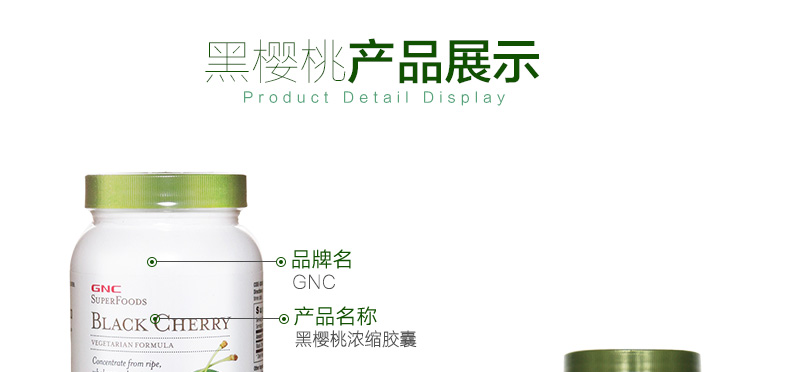 黑樱桃产品展示
Product Detail Display
品牌名
GNC
产品名称
黑樱桃浓缩胶囊
GNC
SUPERFOODS
BLACK CHERRY
VEGETARIAN FORMULA
Concentrate from ripe,